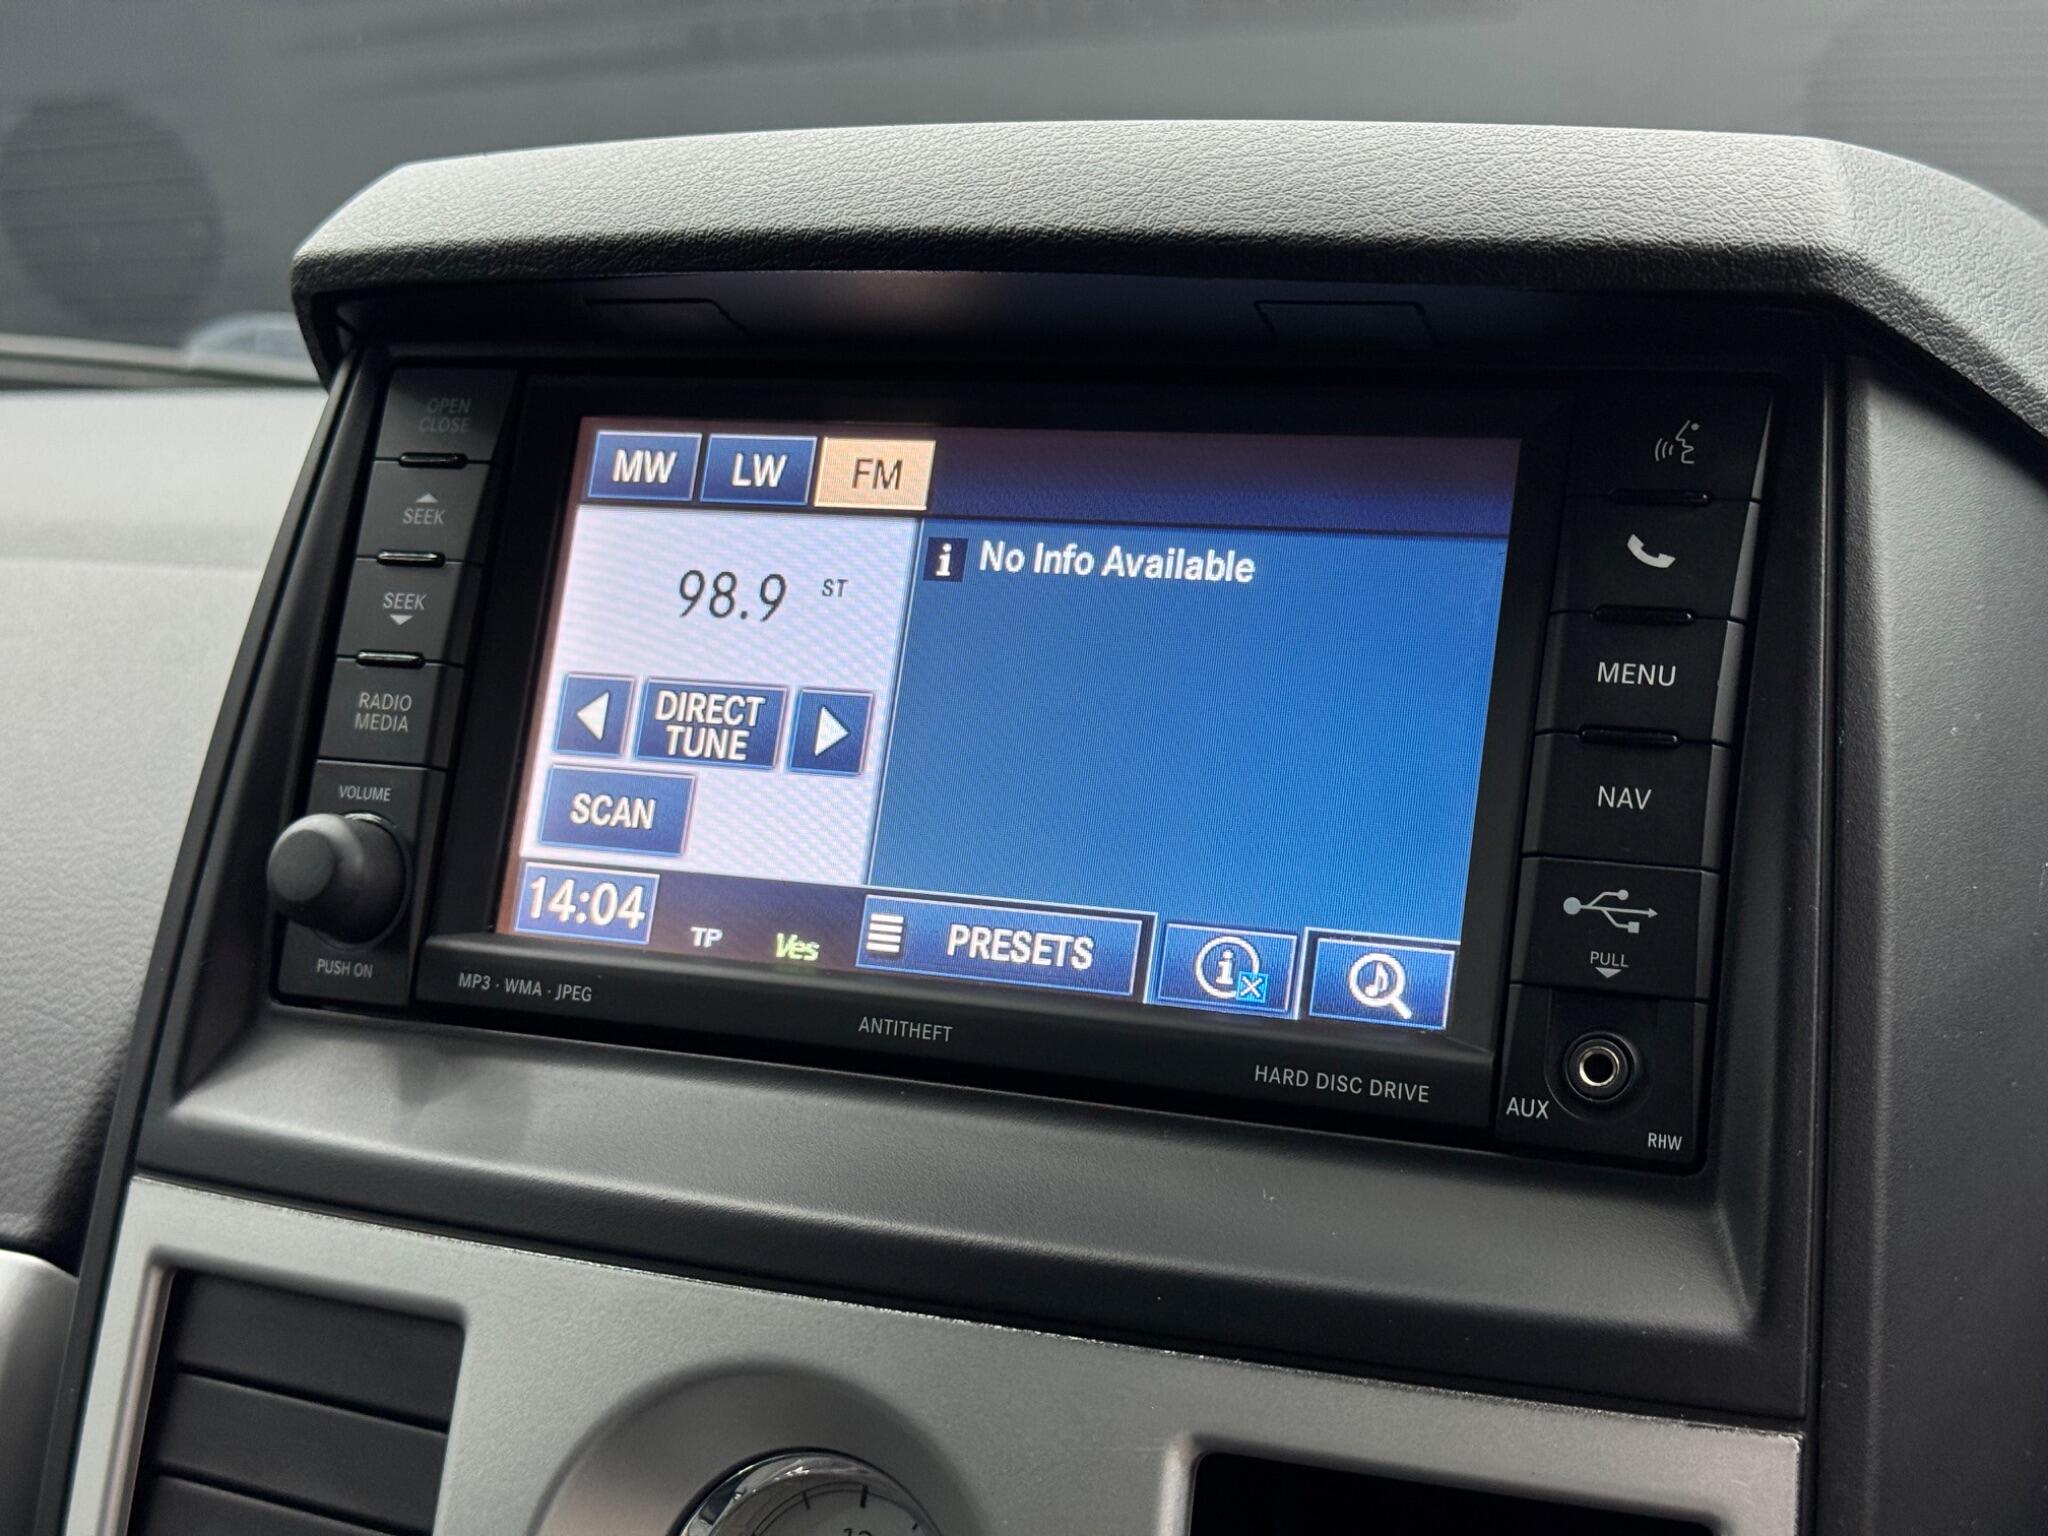 OPEN
CLOSE
SEEK
SEEK
RADIO
MEDIA
VOLUME
PUSH ON
MW
LW
FM
98.9 ST
i No Info Available
DIRECT
TUNE
SCAN
14:04
TP
Ves
PRESETS
i
MP3 · WMA · JPEG
ANTITHEFT
HARD DISC DRIVE
MENU
NAV
PULL
AUX
RHW